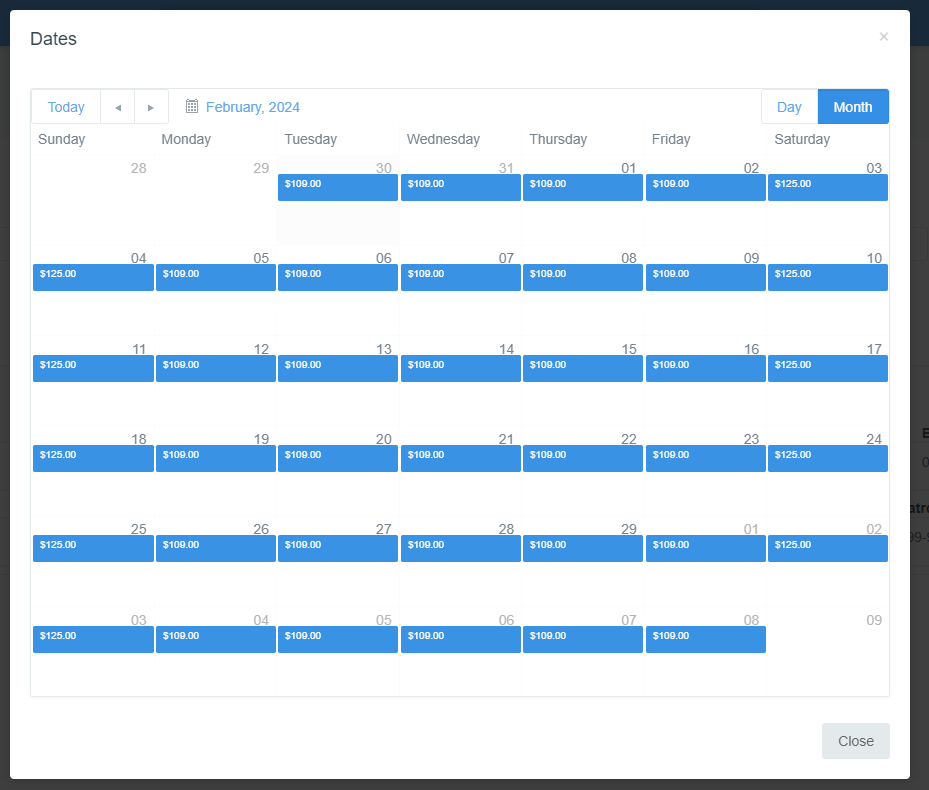 Dates ×
Today ◂ ▸ February, 2024 Day Month
Sunday Monday Tuesday Wednesday Thursday Friday Saturday
28 29 30 31 01 02 03
$109.00 $109.00 $109.00 $109.00 $125.00
04 05 06 07 08 09 10
$125.00 $109.00 $109.00 $109.00 $109.00 $109.00 $125.00
11 12 13 14 15 16 17
$125.00 $109.00 $109.00 $109.00 $109.00 $109.00 $125.00
18 19 20 21 22 23 24
$125.00 $109.00 $109.00 $109.00 $109.00 $109.00 $125.00
25 26 27 28 29 01 02
$125.00 $109.00 $109.00 $109.00 $109.00 $109.00 $125.00
03 04 05 06 07 08 09
$125.00 $109.00 $109.00 $109.00 $109.00 $109.00
Close